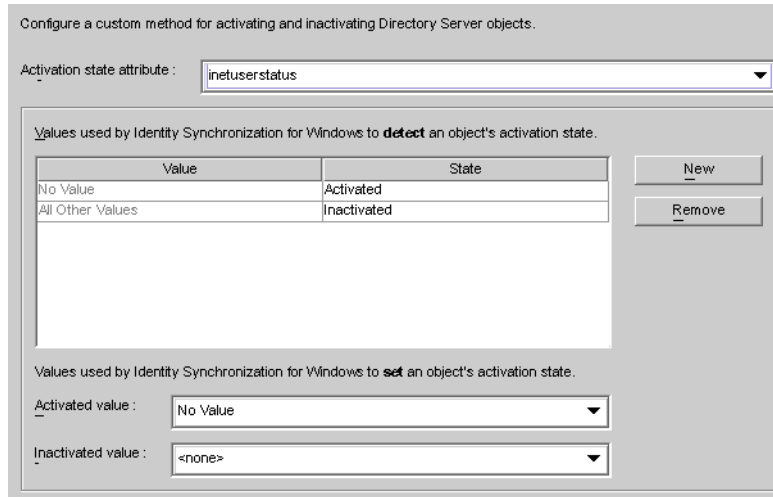 Configure a custom method for activating and inactivating Directory Server objects.
Activation state attribute : inetuserstatus
Values used by Identity Synchronization for Windows to detect an object's activation state.
Value State New
No Value Activated
All Other Values Inactivated Remove
Values used by Identity Synchronization for Windows to set an object's activation state.
Activated value : No Value
Inactivated value : <none>